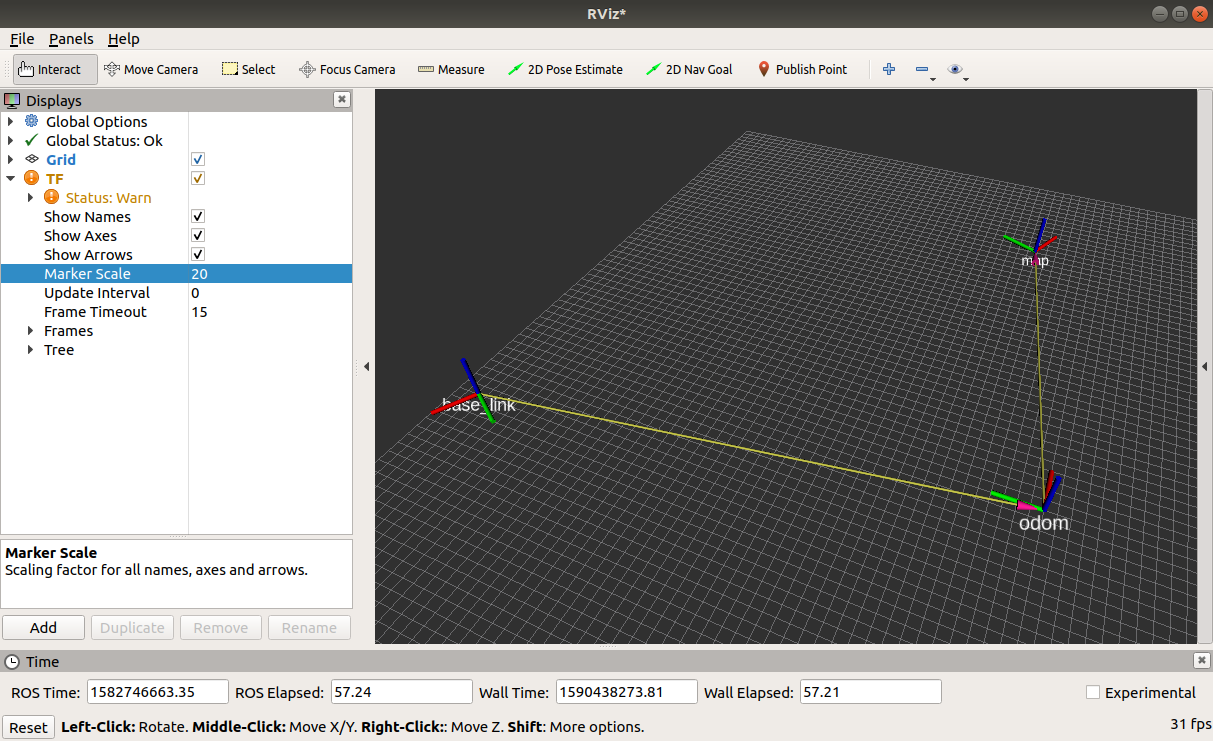 RViz*
File Panels Help
Interact Move Camera Select Focus Camera Measure 2D Pose Estimate 2D Nav Goal Publish Point
Displays
Global Options
Global Status: Ok
Grid
TF
Status: Warn
Show Names
Show Axes
Show Arrows
Marker Scale 20
Update Interval 0
Frame Timeout 15
Frames
Tree
map
base_link
odom
Marker Scale
Scaling factor for all names, axes and arrows.
Add Duplicate Remove Rename
Time
ROS Time: 1582746663.35 ROS Elapsed: 57.24 Wall Time: 1590438273.81 Wall Elapsed: 57.21 Experimental
Reset Left-Click: Rotate. Middle-Click: Move X/Y. Right-Click:: Move Z. Shift: More options. 31 fps